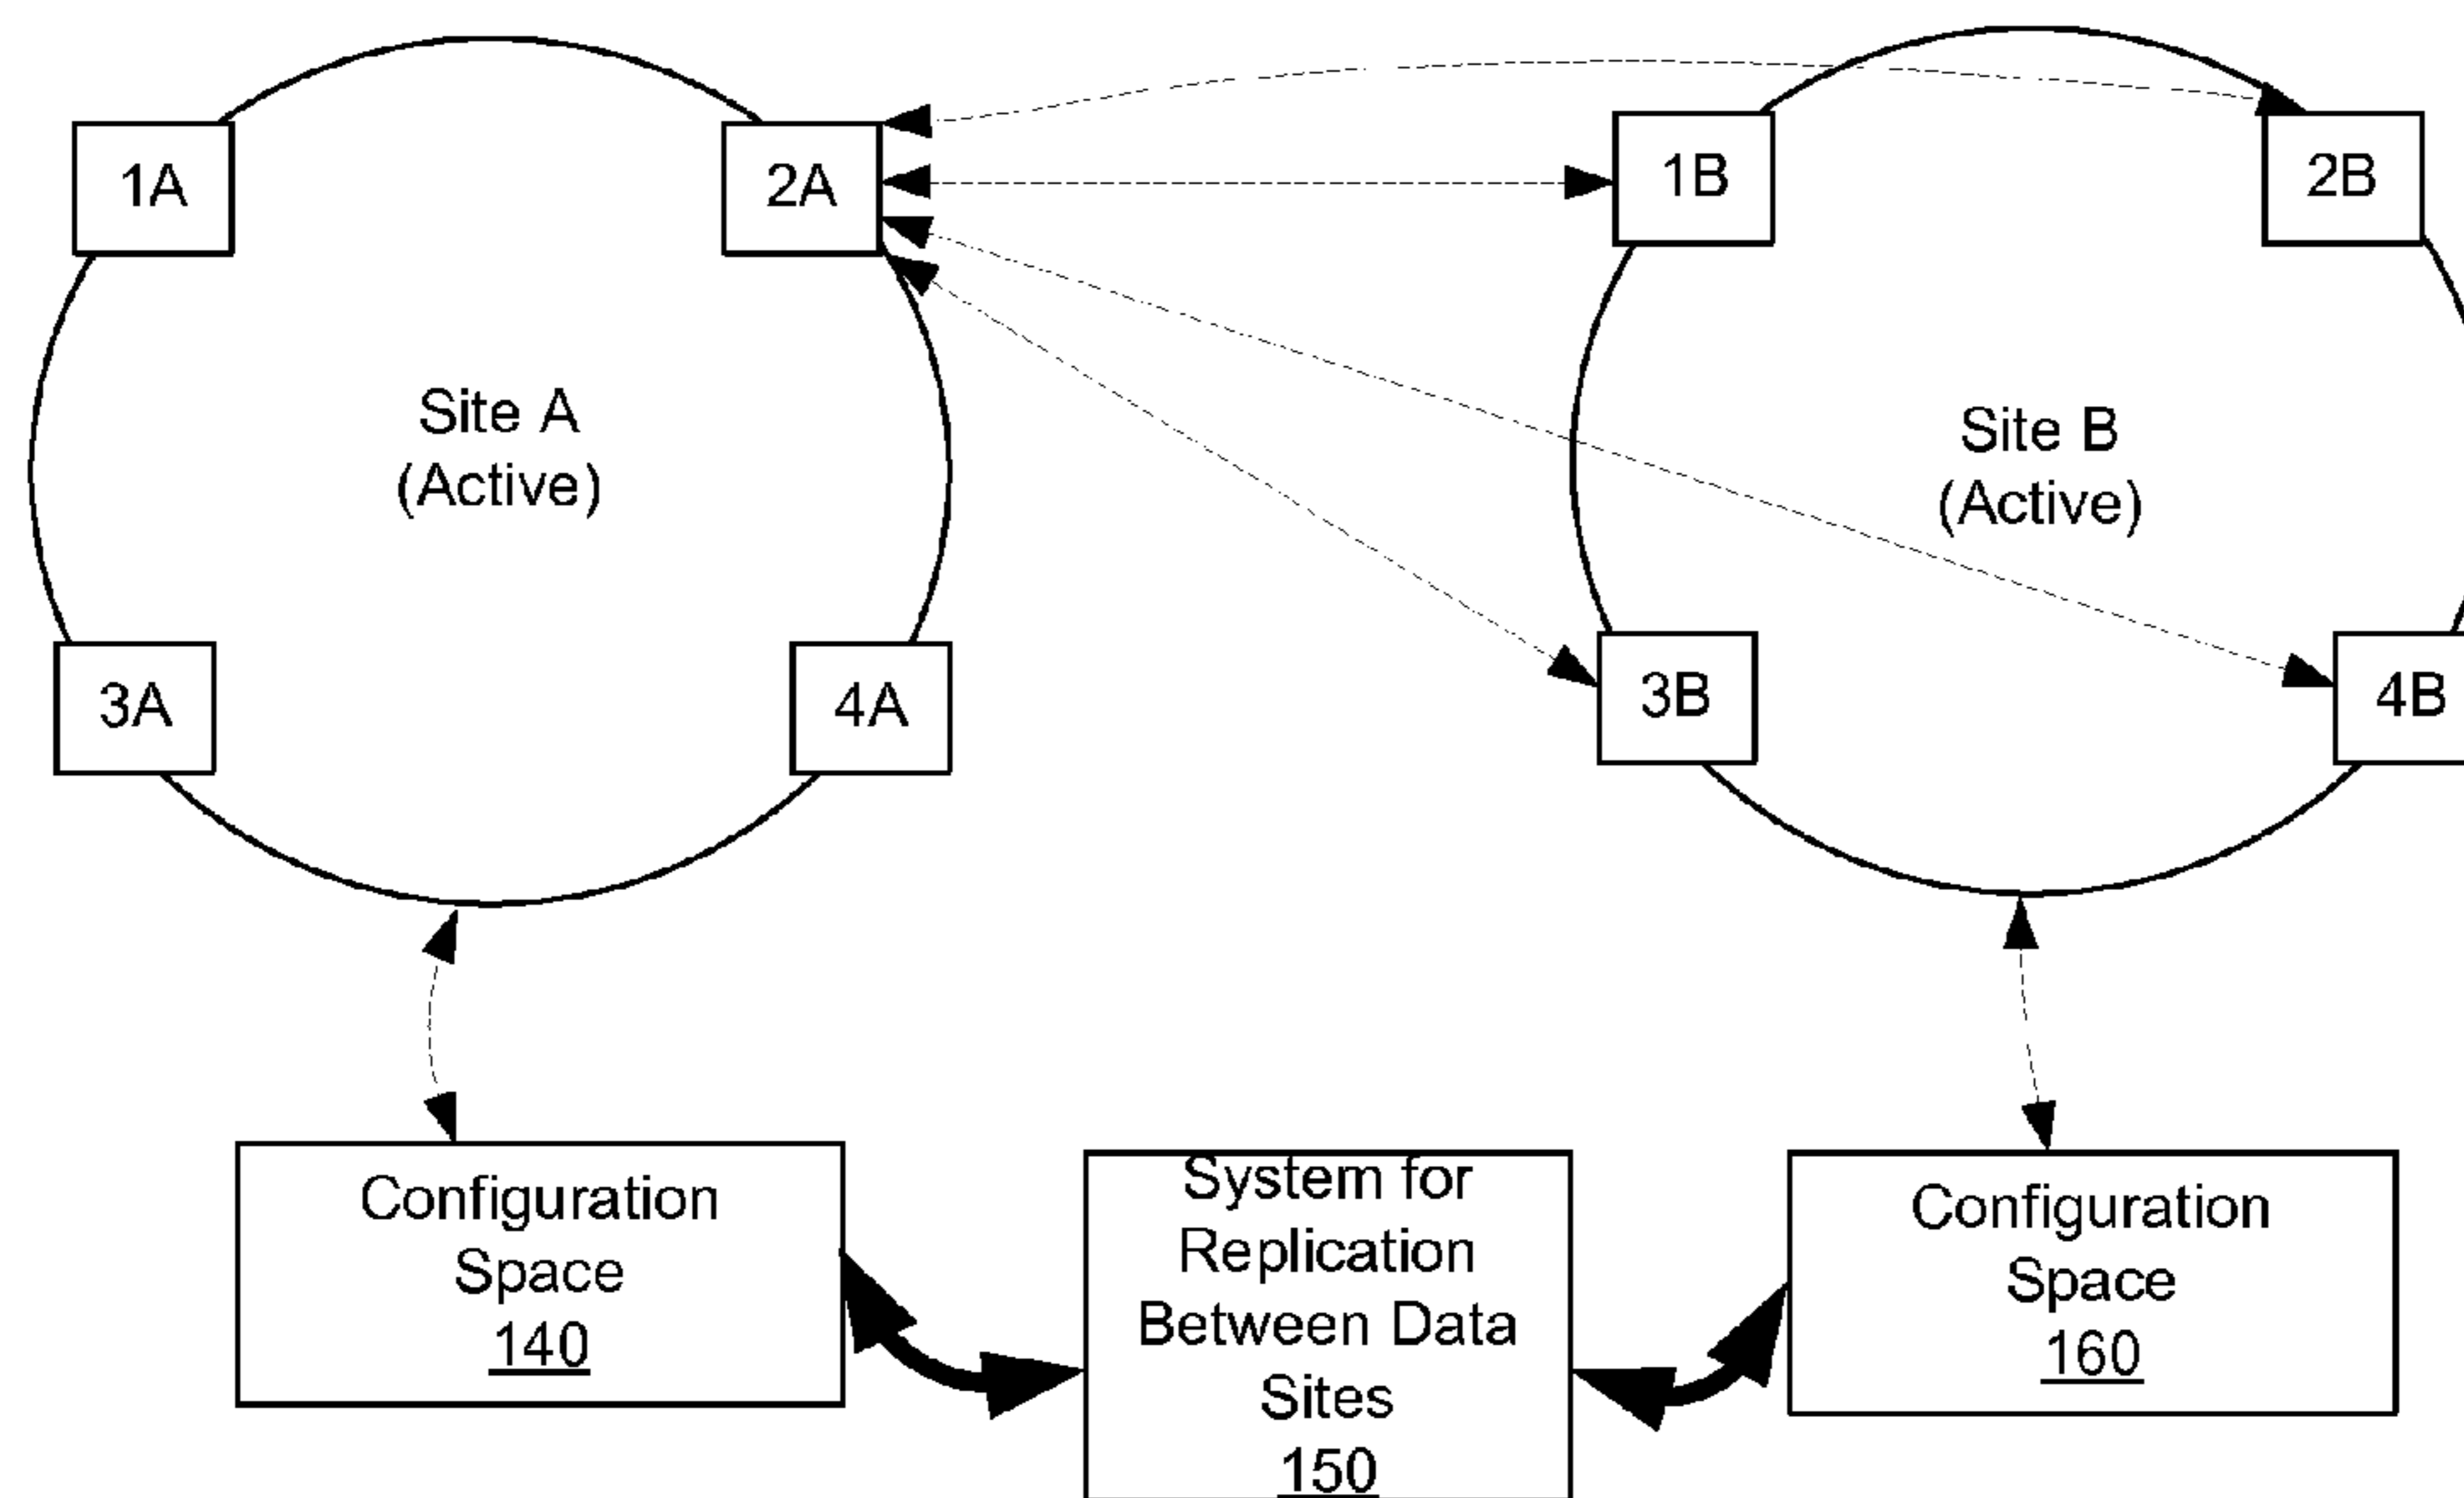 1A
2A
1B
2B
Site A
(Active)
Site B
(Active)
3A
4A
3B
4B
Configuration
Space
140
System for
Replication
Between Data
Sites
150
Configuration
Space
160